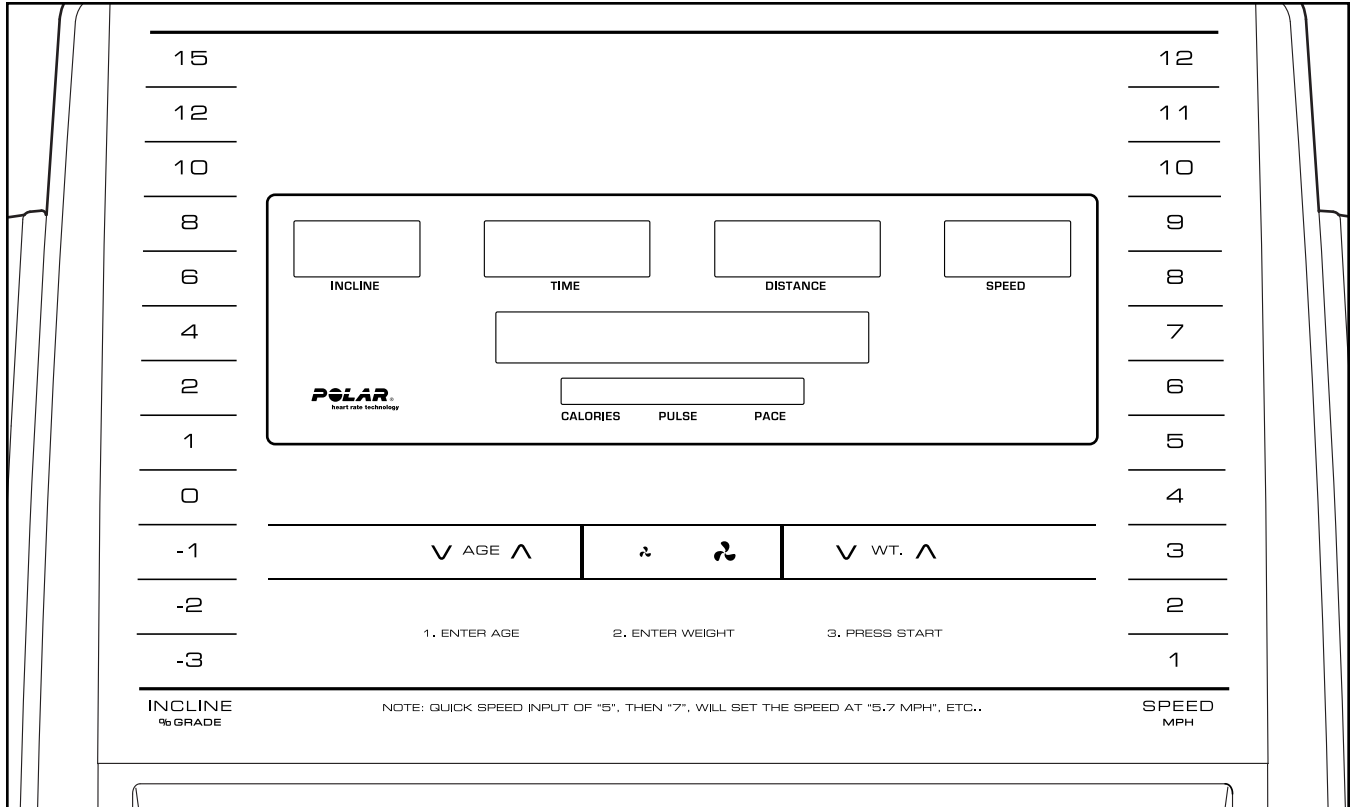 15
12
10
8
6
4
2
1
0
-1
-2
-3
INCLINE
% GRADE
INCLINE TIME DISTANCE SPEED
POLAR®
heart rate technology
CALORIES PULSE PACE
AGE WT.
1. ENTER AGE 2. ENTER WEIGHT 3. PRESS START
NOTE: QUICK SPEED INPUT OF "5", THEN "7", WILL SET THE SPEED AT "5.7 MPH", ETC..
12
11
10
9
8
7
6
5
4
3
2
1
SPEED
MPH